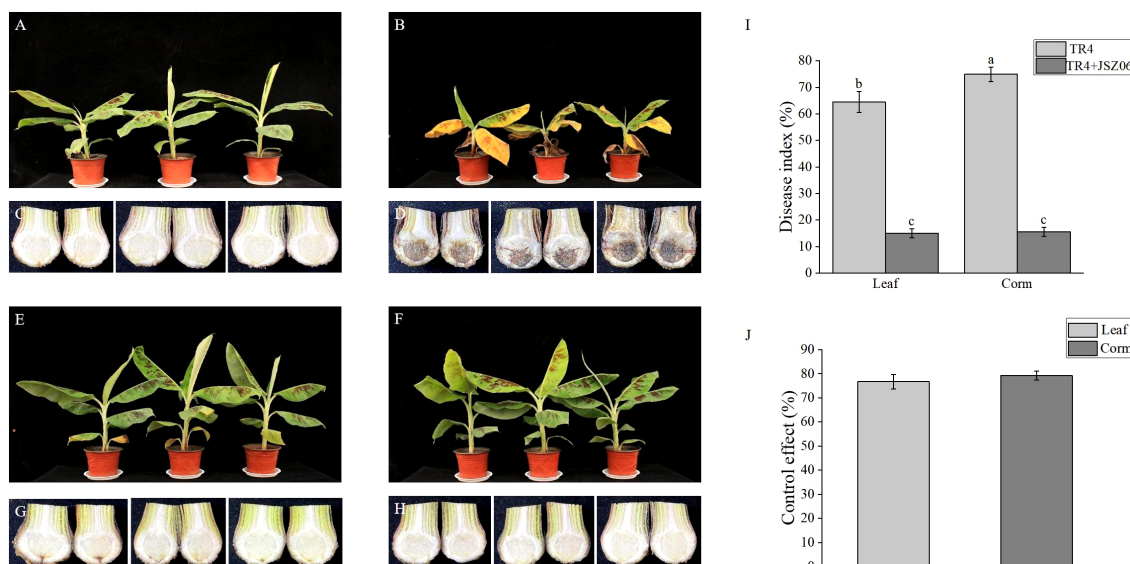 A
B
C
D
E
F
G
H
I
TR4
TR4+JSZ06
Disease index (%)
80
70
60
50
40
30
20
10
0
b
c
a
c
Leaf
Corm
J
Leaf
Corm
Control effect (%)
90
80
70
60
50
40
30
20
10
0